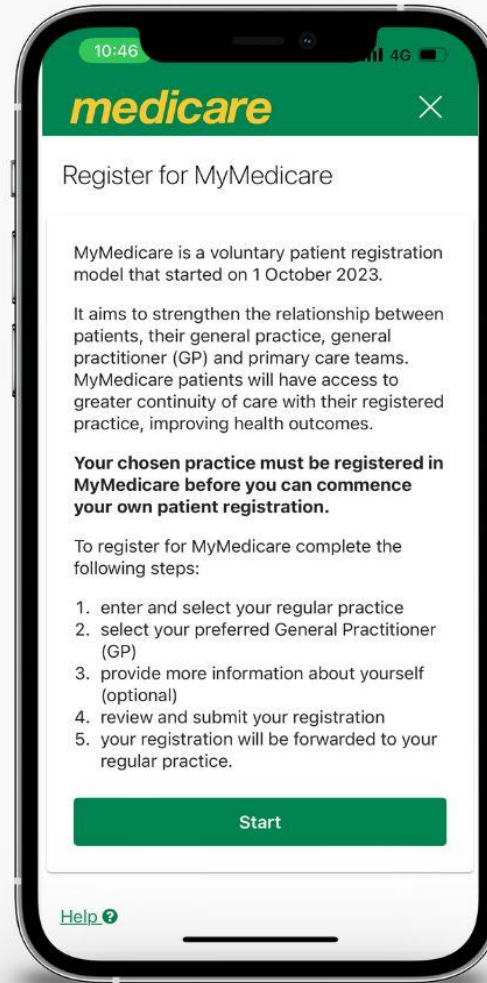 10:46
4G
medicare
Register for MyMedicare
MyMedicare is a voluntary patient registration
model that started on 1 October 2023.
It aims to strengthen the relationship between
patients, their general practice, general
practitioner (GP) and primary care teams.
MyMedicare patients will have access to
greater continuity of care with their registered
practice, improving health outcomes.
Your chosen practice must be registered in
MyMedicare before you can commence
your own patient registration.
To register for MyMedicare complete the
following steps:
1. enter and select your regular practice
2. select your preferred General Practitioner
(GP)
3. provide more information about yourself
(optional)
4. review and submit your registration
5. your registration will be forwarded to your
regular practice.
Start
Help ?